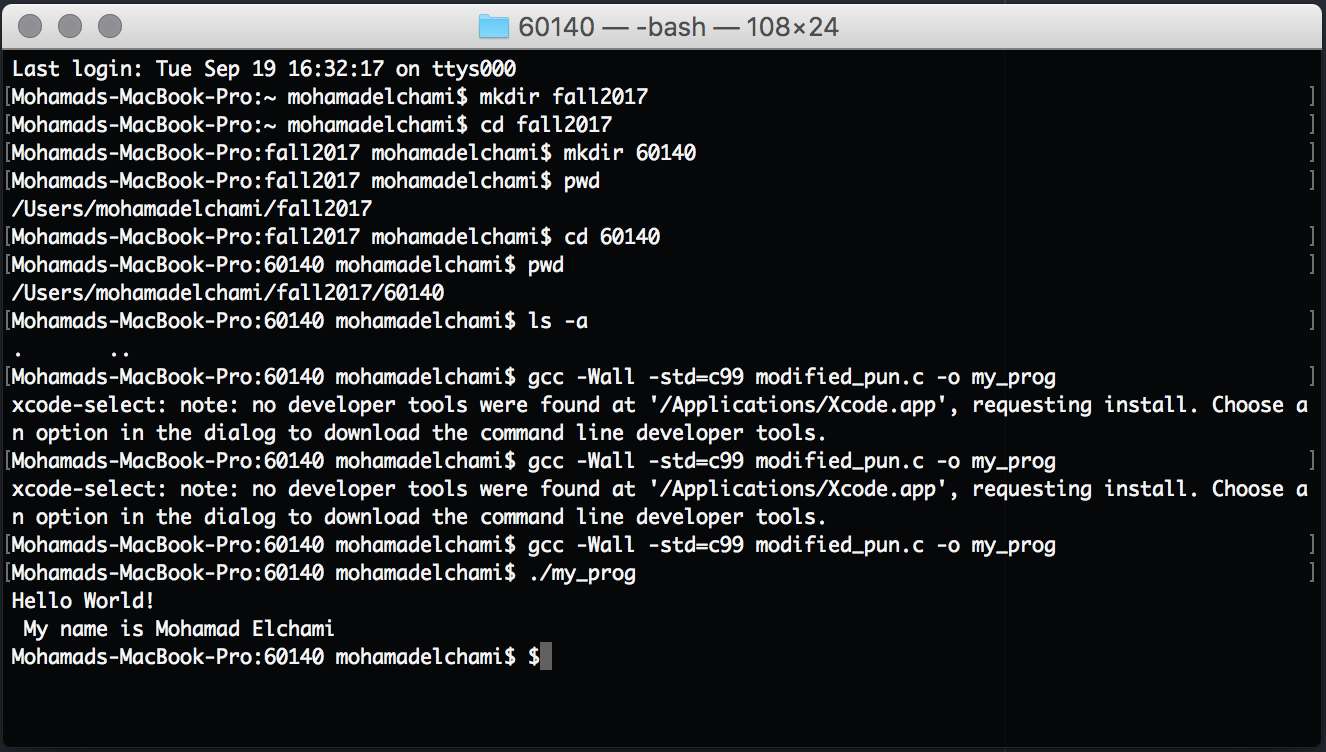 60140 — -bash — 108×24
Last login: Tue Sep 19 16:32:17 on ttys000
[Mohamads-MacBook-Pro:~ mohamadelchami$ mkdir fall2017 ]
[Mohamads-MacBook-Pro:~ mohamadelchami$ cd fall2017 ]
[Mohamads-MacBook-Pro:fall2017 mohamadelchami$ mkdir 60140 ]
[Mohamads-MacBook-Pro:fall2017 mohamadelchami$ pwd ]
/Users/mohamadelchami/fall2017
[Mohamads-MacBook-Pro:fall2017 mohamadelchami$ cd 60140 ]
[Mohamads-MacBook-Pro:60140 mohamadelchami$ pwd ]
/Users/mohamadelchami/fall2017/60140
[Mohamads-MacBook-Pro:60140 mohamadelchami$ ls -a ]
. ..
[Mohamads-MacBook-Pro:60140 mohamadelchami$ gcc -Wall -std=c99 modified_pun.c -o my_prog ]
xcode-select: note: no developer tools were found at '/Applications/Xcode.app', requesting install. Choose a
n option in the dialog to download the command line developer tools.
[Mohamads-MacBook-Pro:60140 mohamadelchami$ gcc -Wall -std=c99 modified_pun.c -o my_prog ]
xcode-select: note: no developer tools were found at '/Applications/Xcode.app', requesting install. Choose a
n option in the dialog to download the command line developer tools.
[Mohamads-MacBook-Pro:60140 mohamadelchami$ gcc -Wall -std=c99 modified_pun.c -o my_prog ]
[Mohamads-MacBook-Pro:60140 mohamadelchami$ ./my_prog ]
Hello World!
 My name is Mohamad Elchami
Mohamads-MacBook-Pro:60140 mohamadelchami$ $